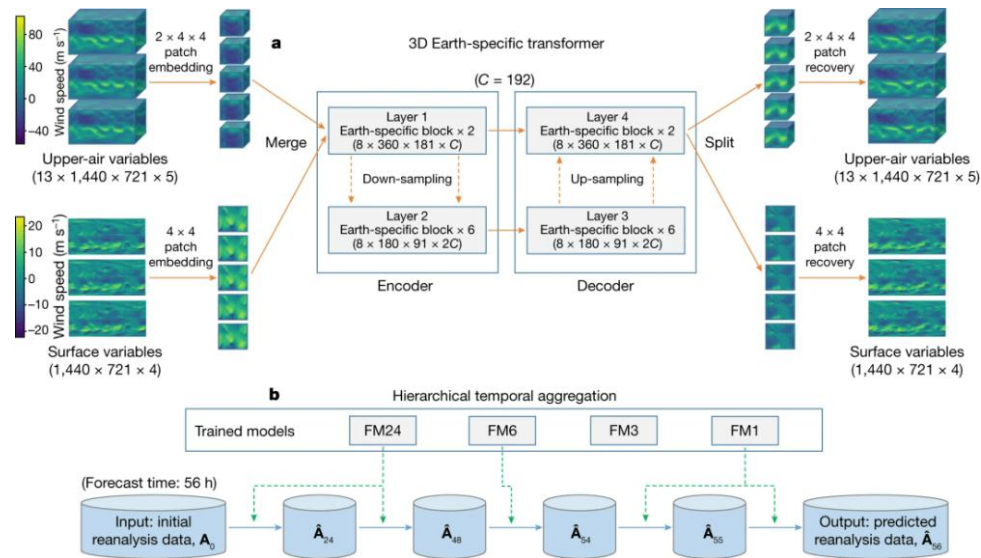 a
3D Earth-specific transformer
(C = 192)
80
40
0
−40
Wind speed (m s⁻¹)
2 × 4 × 4
patch
embedding
Upper-air variables
(13 × 1,440 × 721 × 5)
20
10
0
−10
−20
Wind speed (m s⁻¹)
4 × 4
patch
embedding
Surface variables
(1,440 × 721 × 4)
Merge
Layer 1
Earth-specific block × 2
(8 × 360 × 181 × C)
Down-sampling
Layer 2
Earth-specific block × 6
(8 × 180 × 91 × 2C)
Encoder
Layer 4
Earth-specific block × 2
(8 × 360 × 181 × C)
Up-sampling
Layer 3
Earth-specific block × 6
(8 × 180 × 91 × 2C)
Decoder
Split
2 × 4 × 4
patch
recovery
Upper-air variables
(13 × 1,440 × 721 × 5)
4 × 4
patch
recovery
Surface variables
(1,440 × 721 × 4)
b
Hierarchical temporal aggregation
Trained models
FM24
FM6
FM3
FM1
(Forecast time: 56 h)
Input: initial
reanalysis data, A₀
Â₂₄
Â₄₈
Â₅₄
Â₅₅
Output: predicted
reanalysis data, Â₅₆